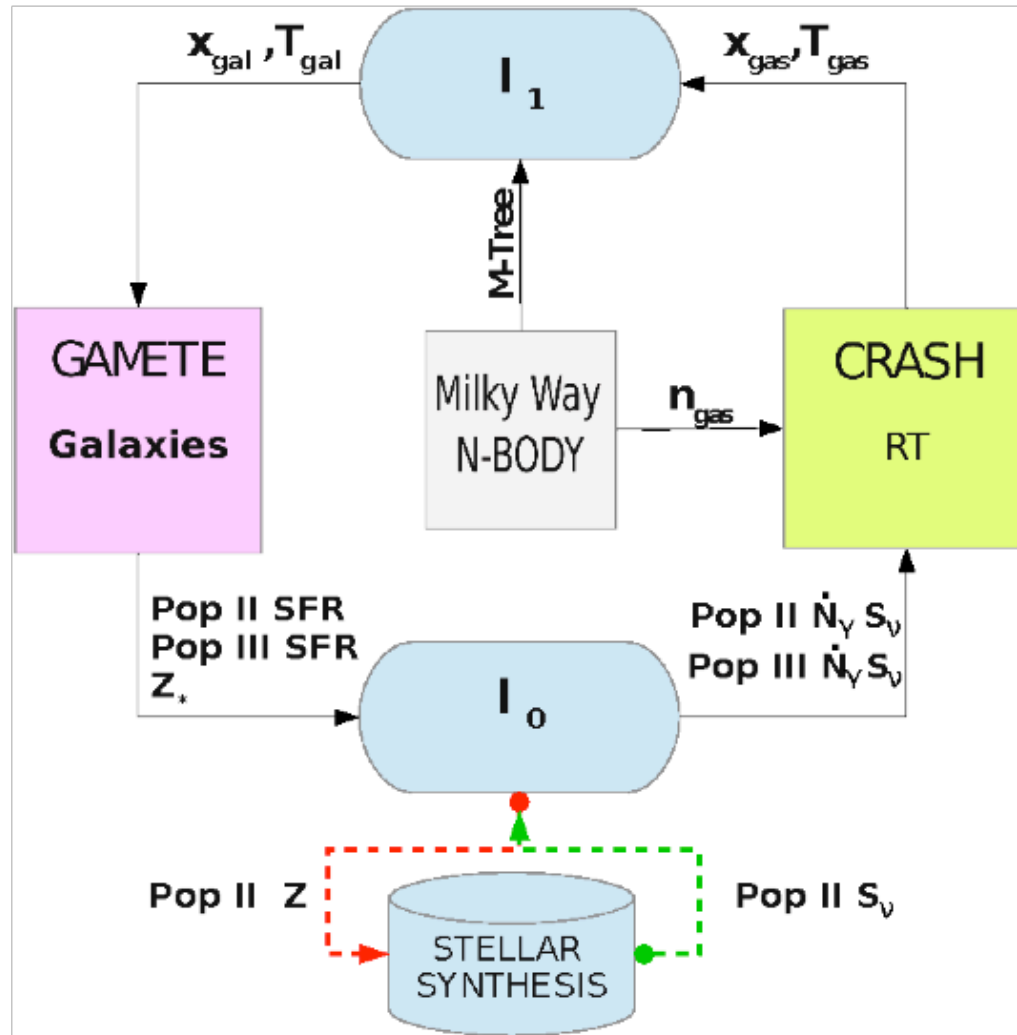 x_gal ,T_gal
I_1
x_gas,T_gas
M-Tree
GAMETE
Galaxies
Milky Way
N-BODY
n_gas
CRASH
RT
Pop II SFR
Pop III SFR
Z_*
I_0
Pop II Ṅ_γ S_ν
Pop III Ṅ_γ S_ν
Pop II Z
STELLAR
SYNTHESIS
Pop II S_ν